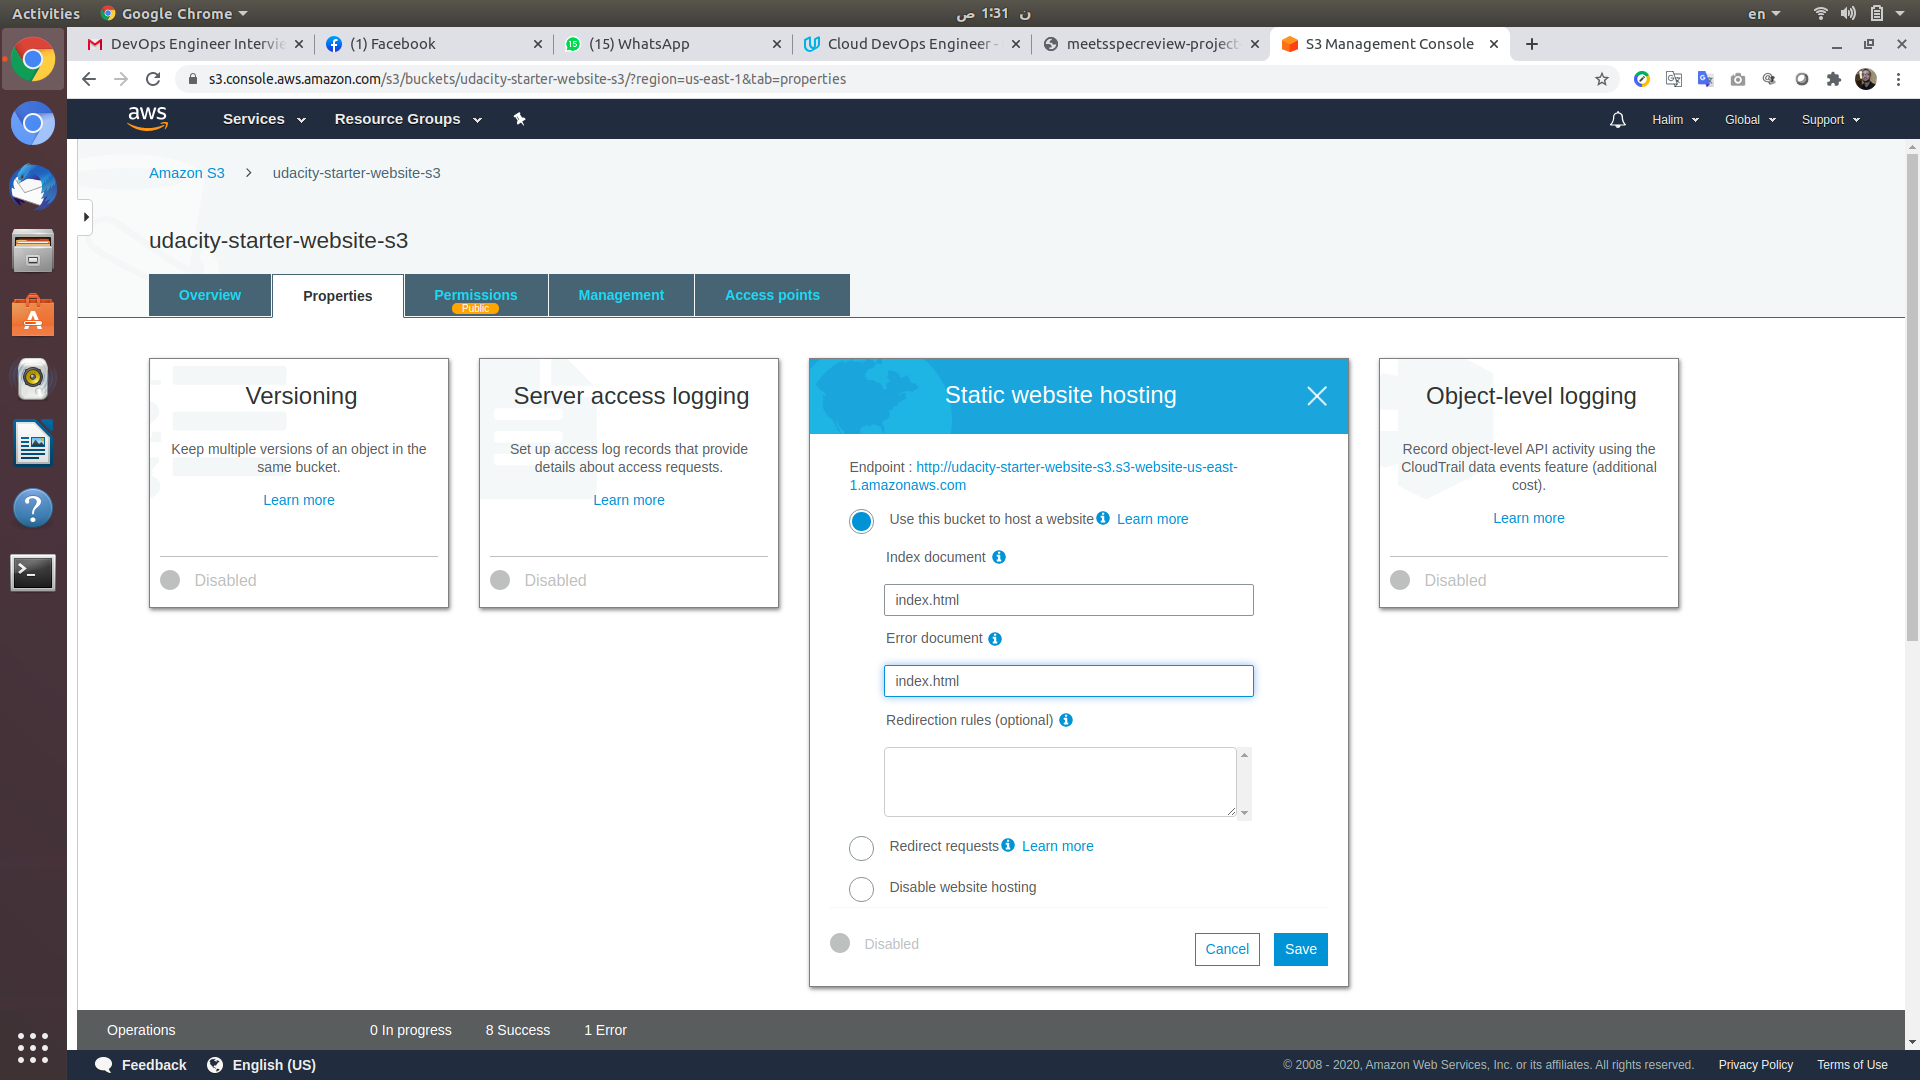 Activities
Google Chrome
ن 1:31 ص
en
DevOps Engineer Intervie
(1) Facebook
(15) WhatsApp
Cloud DevOps Engineer -
meetsspecreview-project-
S3 Management Console
s3.console.aws.amazon.com/s3/buckets/udacity-starter-website-s3/?region=us-east-1&tab=properties
aws
Services
Resource Groups
Halim
Global
Support
Amazon S3
udacity-starter-website-s3
udacity-starter-website-s3
Overview
Properties
Permissions
Public
Management
Access points
Versioning
Keep multiple versions of an object in the
same bucket.
Learn more
Disabled
Server access logging
Set up access log records that provide
details about access requests.
Learn more
Disabled
Static website hosting
Endpoint : http://udacity-starter-website-s3.s3-website-us-east-
1.amazonaws.com
Use this bucket to host a website Learn more
Index document
index.html
Error document
index.html
Redirection rules (optional)
Redirect requests Learn more
Disable website hosting
Disabled
Cancel
Save
Object-level logging
Record object-level API activity using the
CloudTrail data events feature (additional
cost).
Learn more
Disabled
Operations
0 In progress
8 Success
1 Error
Feedback
English (US)
© 2008 - 2020, Amazon Web Services, Inc. or its affiliates. All rights reserved.
Privacy Policy
Terms of Use